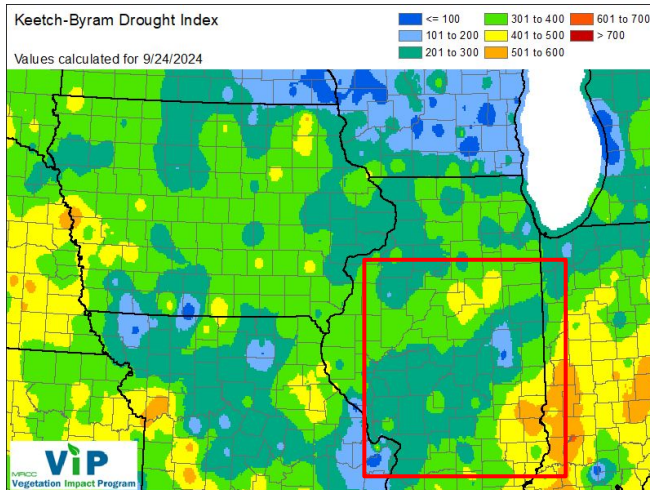 Keetch-Byram Drought Index
Values calculated for 9/24/2024
<= 100
101 to 200
201 to 300
301 to 400
401 to 500
501 to 600
601 to 700
> 700
MRCC
ViP
Vegetation Impact Program